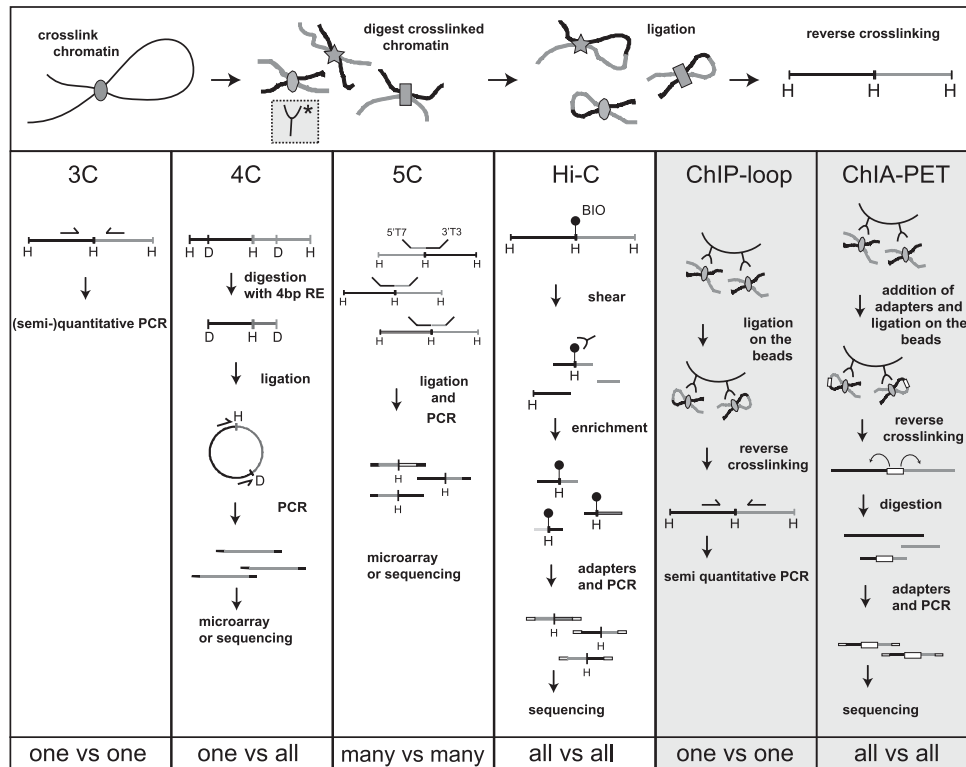 crosslink
chromatin
digest crosslinked
chromatin
ligation
reverse crosslinking
*
H H H
3C
H H H
(semi-)quantitative PCR
4C
H D H D H
digestion
with 4bp RE
D H D
ligation
H
D
PCR
microarray
or sequencing
5C
5'T7 3'T3
H H H
H H H
H H H
ligation
and
PCR
H
H
H
microarray
or sequencing
Hi-C
BIO
H H H
shear
H
H
enrichment
H
H
H
adapters
and PCR
H
H
H
sequencing
ChIP-loop
ligation
on the
beads
reverse
crosslinking
H H H
semi quantitative PCR
ChIA-PET
addition of
adapters and
ligation on the
beads
reverse
crosslinking
digestion
adapters
and PCR
sequencing
one vs one
one vs all
many vs many
all vs all
one vs one
all vs all